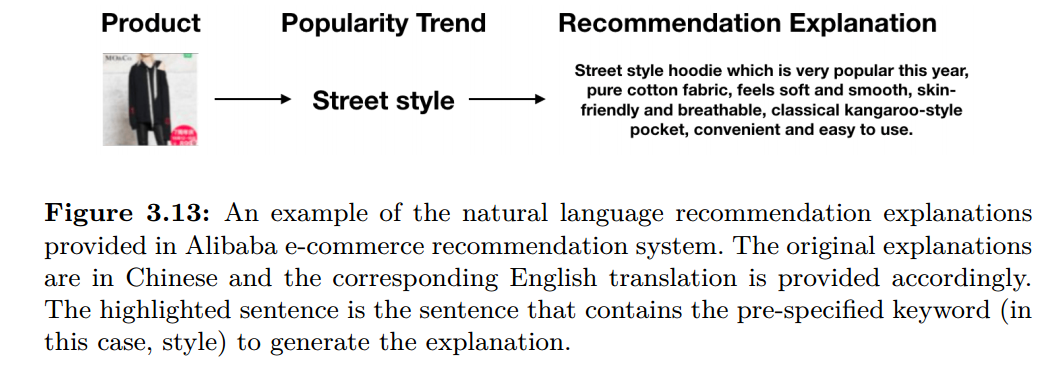 Product Popularity Trend Recommendation Explanation
MO&Co.
Street style
Street style hoodie which is very popular this year,
pure cotton fabric, feels soft and smooth, skin-
friendly and breathable, classical kangaroo-style
pocket, convenient and easy to use.
Figure 3.13: An example of the natural language recommendation explanations
provided in Alibaba e-commerce recommendation system. The original explanations
are in Chinese and the corresponding English translation is provided accordingly.
The highlighted sentence is the sentence that contains the pre-specified keyword (in
this case, style) to generate the explanation.